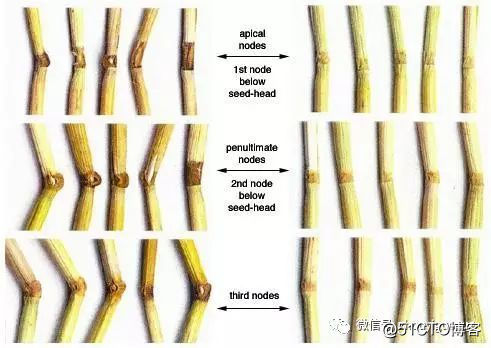 apical
nodes
1st node
below
seed-head
penultimate
nodes
2nd node
below
seed-head
third nodes
微信号
@51CTO博客